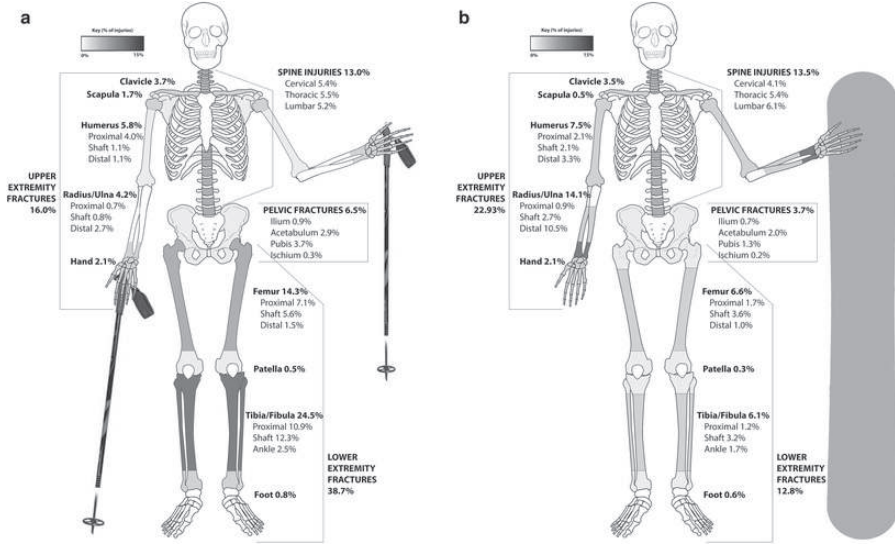 a
Key (% of injuries)
0% 15%
Clavicle 3.7%
Scapula 1.7%
Humerus 5.8%
Proximal 4.0%
Shaft 1.1%
Distal 1.1%
UPPER
EXTREMITY
FRACTURES
16.0%
Radius/Ulna 4.2%
Proximal 0.7%
Shaft 0.8%
Distal 2.7%
Hand 2.1%
SPINE INJURIES 13.0%
Cervical 5.4%
Thoracic 5.5%
Lumbar 5.2%
PELVIC FRACTURES 6.5%
Ilium 0.9%
Acetabulum 2.9%
Pubis 3.7%
Ischium 0.3%
Femur 14.3%
Proximal 7.1%
Shaft 5.6%
Distal 1.5%
Patella 0.5%
Tibia/Fibula 24.5%
Proximal 10.9%
Shaft 12.3%
Ankle 2.5%
LOWER
EXTREMITY
FRACTURES
38.7%
Foot 0.8%
b
Key (% of injuries)
0% 15%
Clavicle 3.5%
Scapula 0.5%
Humerus 7.5%
Proximal 2.1%
Shaft 2.1%
Distal 3.3%
UPPER
EXTREMITY
FRACTURES
22.93%
Radius/Ulna 14.1%
Proximal 0.9%
Shaft 2.7%
Distal 10.5%
Hand 2.1%
SPINE INJURIES 13.5%
Cervical 4.1%
Thoracic 5.4%
Lumbar 6.1%
PELVIC FRACTURES 3.7%
Ilium 0.7%
Acetabulum 2.0%
Pubis 1.3%
Ischium 0.2%
Femur 6.6%
Proximal 1.7%
Shaft 3.6%
Distal 1.0%
Patella 0.3%
Tibia/Fibula 6.1%
Proximal 1.2%
Shaft 3.2%
Ankle 1.7%
LOWER
EXTREMITY
FRACTURES
12.8%
Foot 0.6%